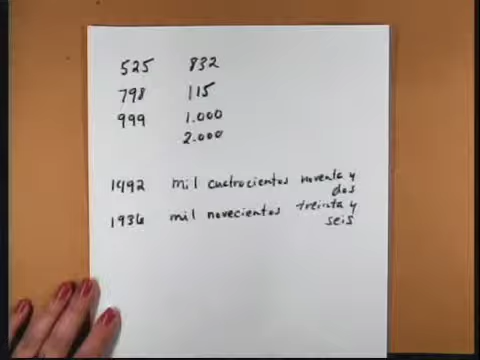 525 832
798 115
999 1.000
2.000
1492 mil cuatrocientos noventa y
dos
1936 mil novecientos treinta y
seis